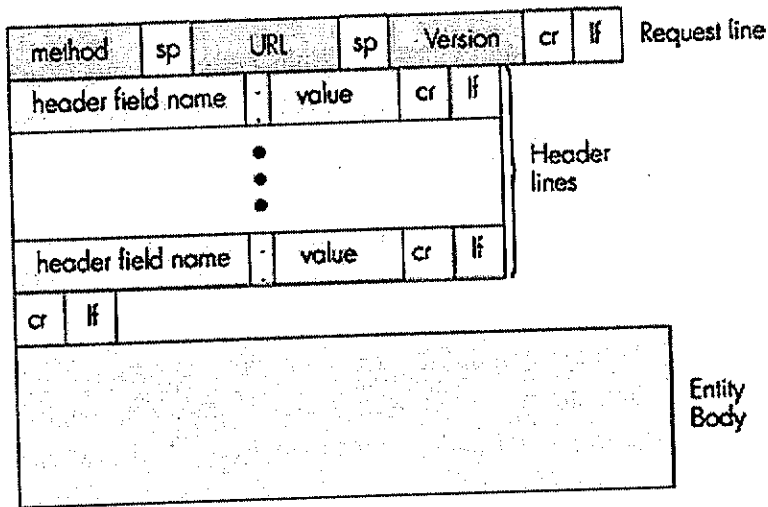 method sp URL sp Version cr lf Request line
header field name : value cr lf
Header
lines
header field name : value cr lf
cr lf
Entity
Body